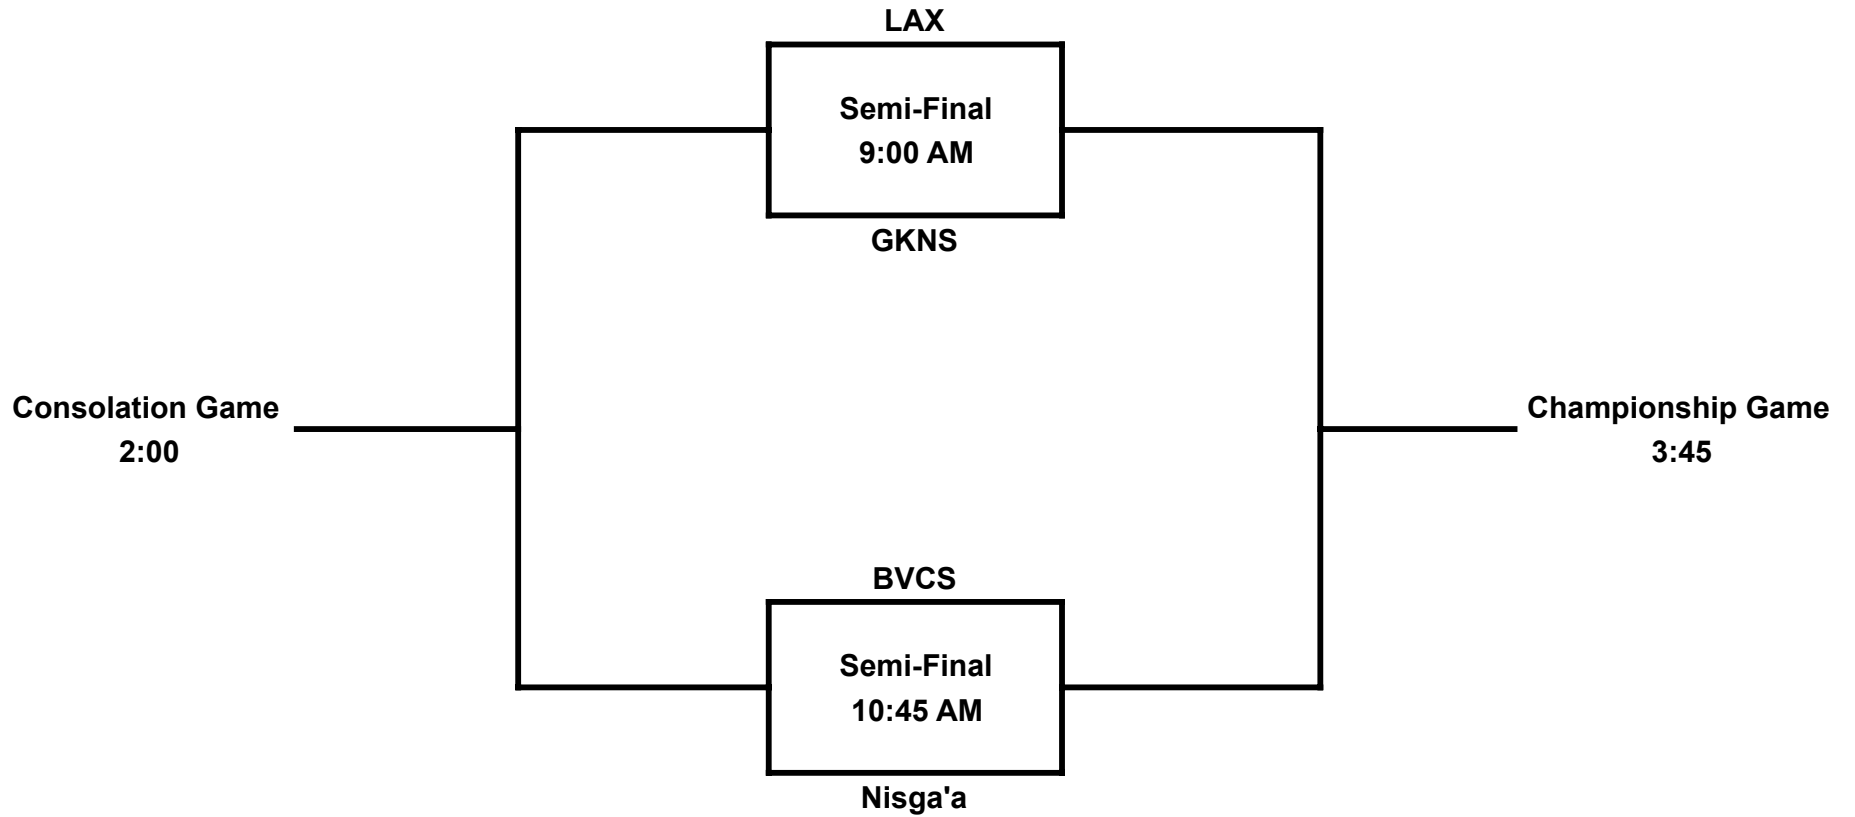 LAX
Semi-Final
9:00 AM
GKNS
Consolation Game
2:00
Championship Game
3:45
BVCS
Semi-Final
10:45 AM
Nisga'a